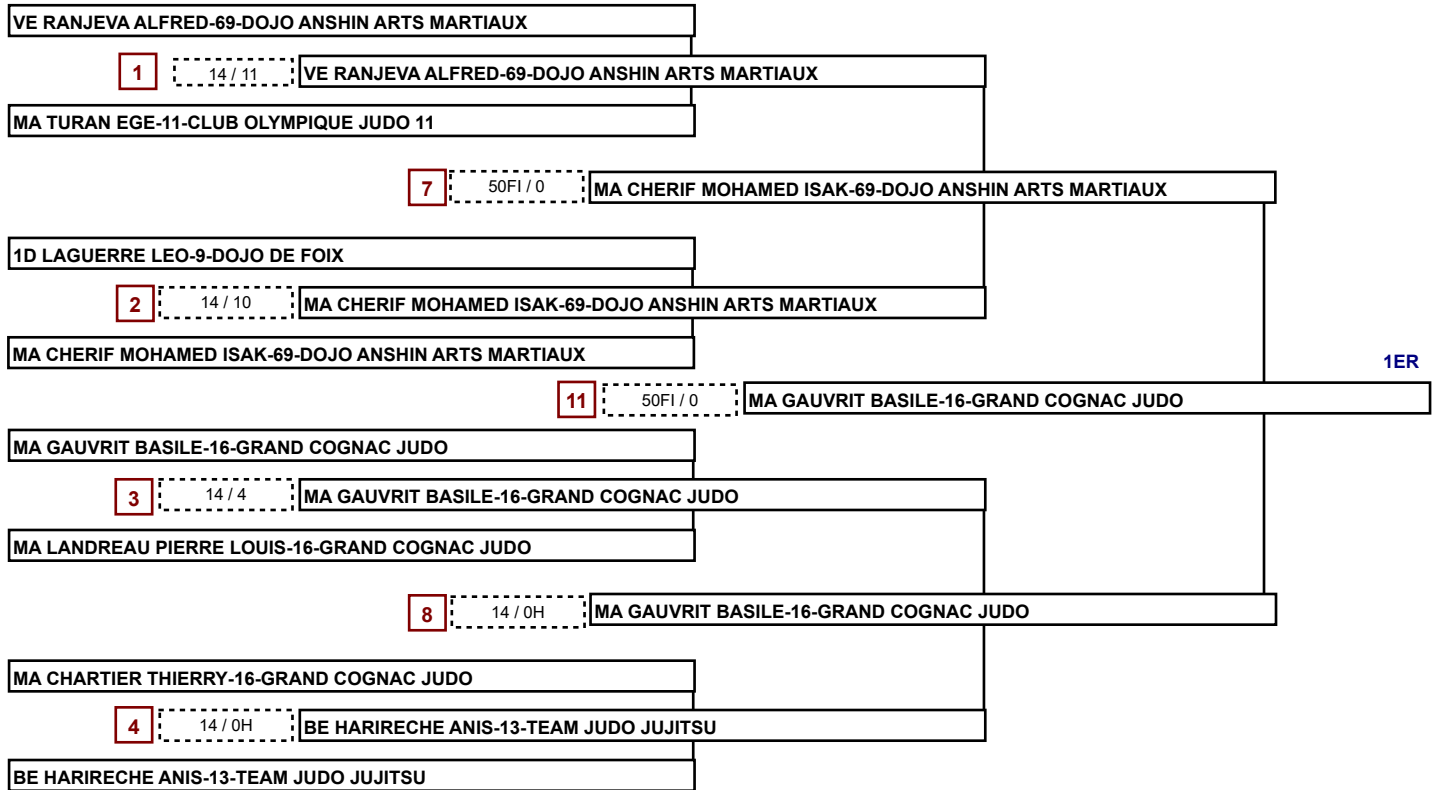 VE RANJEVA ALFRED-69-DOJO ANSHIN ARTS MARTIAUX
1 14 / 11 VE RANJEVA ALFRED-69-DOJO ANSHIN ARTS MARTIAUX
MA TURAN EGE-11-CLUB OLYMPIQUE JUDO 11
7 50FI / 0 MA CHERIF MOHAMED ISAK-69-DOJO ANSHIN ARTS MARTIAUX
1D LAGUERRE LEO-9-DOJO DE FOIX
2 14 / 10 MA CHERIF MOHAMED ISAK-69-DOJO ANSHIN ARTS MARTIAUX
MA CHERIF MOHAMED ISAK-69-DOJO ANSHIN ARTS MARTIAUX
1ER
11 50FI / 0 MA GAUVRIT BASILE-16-GRAND COGNAC JUDO
MA GAUVRIT BASILE-16-GRAND COGNAC JUDO
3 14 / 4 MA GAUVRIT BASILE-16-GRAND COGNAC JUDO
MA LANDREAU PIERRE LOUIS-16-GRAND COGNAC JUDO
8 14 / 0H MA GAUVRIT BASILE-16-GRAND COGNAC JUDO
MA CHARTIER THIERRY-16-GRAND COGNAC JUDO
4 14 / 0H BE HARIRECHE ANIS-13-TEAM JUDO JUJITSU
BE HARIRECHE ANIS-13-TEAM JUDO JUJITSU